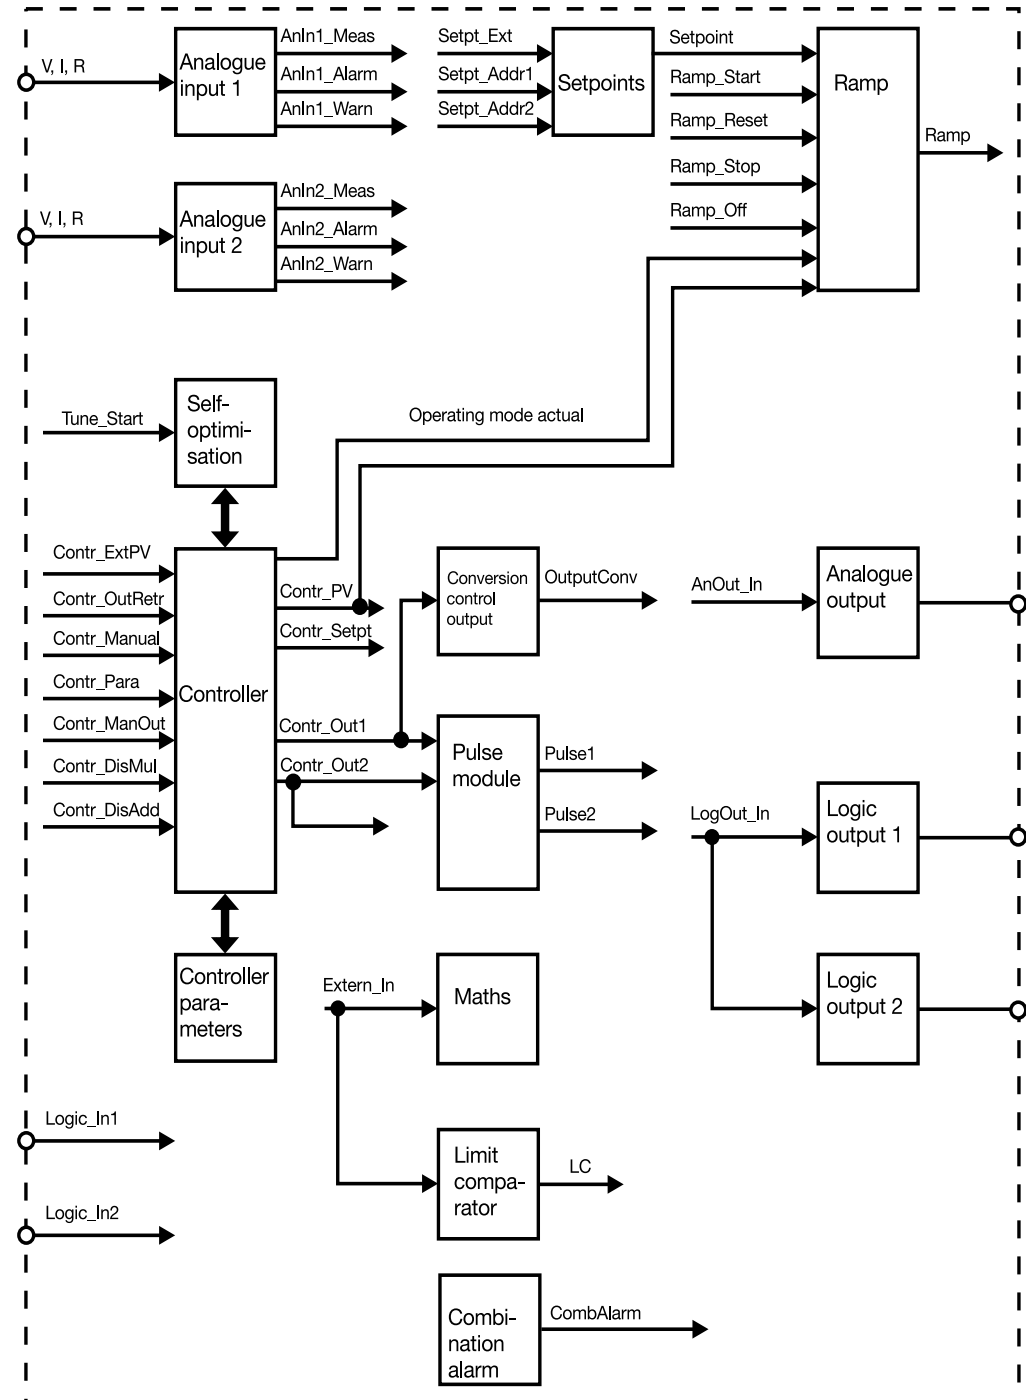 V, I, R
Analogue
input 1
AnIn1_Meas
AnIn1_Alarm
AnIn1_Warn
Setpt_Ext
Setpt_Addr1
Setpt_Addr2
Setpoints
Setpoint
Ramp_Start
Ramp_Reset
Ramp_Stop
Ramp_Off
Ramp
Ramp
V, I, R
Analogue
input 2
AnIn2_Meas
AnIn2_Alarm
AnIn2_Warn
Tune_Start
Self-
optimi-
sation
Operating mode actual
Contr_ExtPV
Contr_OutRetr
Contr_Manual
Contr_Para
Contr_ManOut
Contr_DisMul
Contr_DisAdd
Controller
Contr_PV
Contr_Setpt
Contr_Out1
Contr_Out2
Conversion
control
output
OutputConv
AnOut_In
Analogue
output
Pulse
module
Pulse1
Pulse2
LogOut_In
Logic
output 1
Logic
output 2
Controller
para-
meters
Extern_In
Maths
Logic_In1
Logic_In2
Limit
compa-
rator
LC
Combi-
nation
alarm
CombAlarm